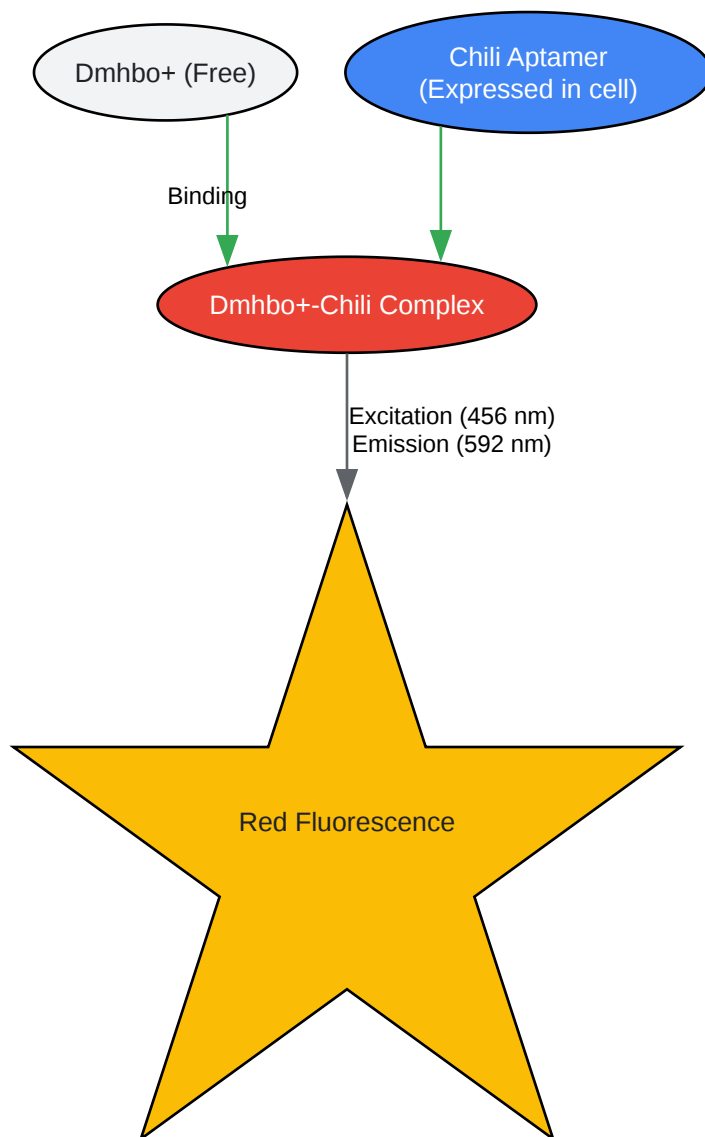 Dmhbo+ (Free)
Chili Aptamer
(Expressed in cell)
Binding
Dmhbo+-Chili Complex
Excitation (456 nm)
Emission (592 nm)
Red Fluorescence